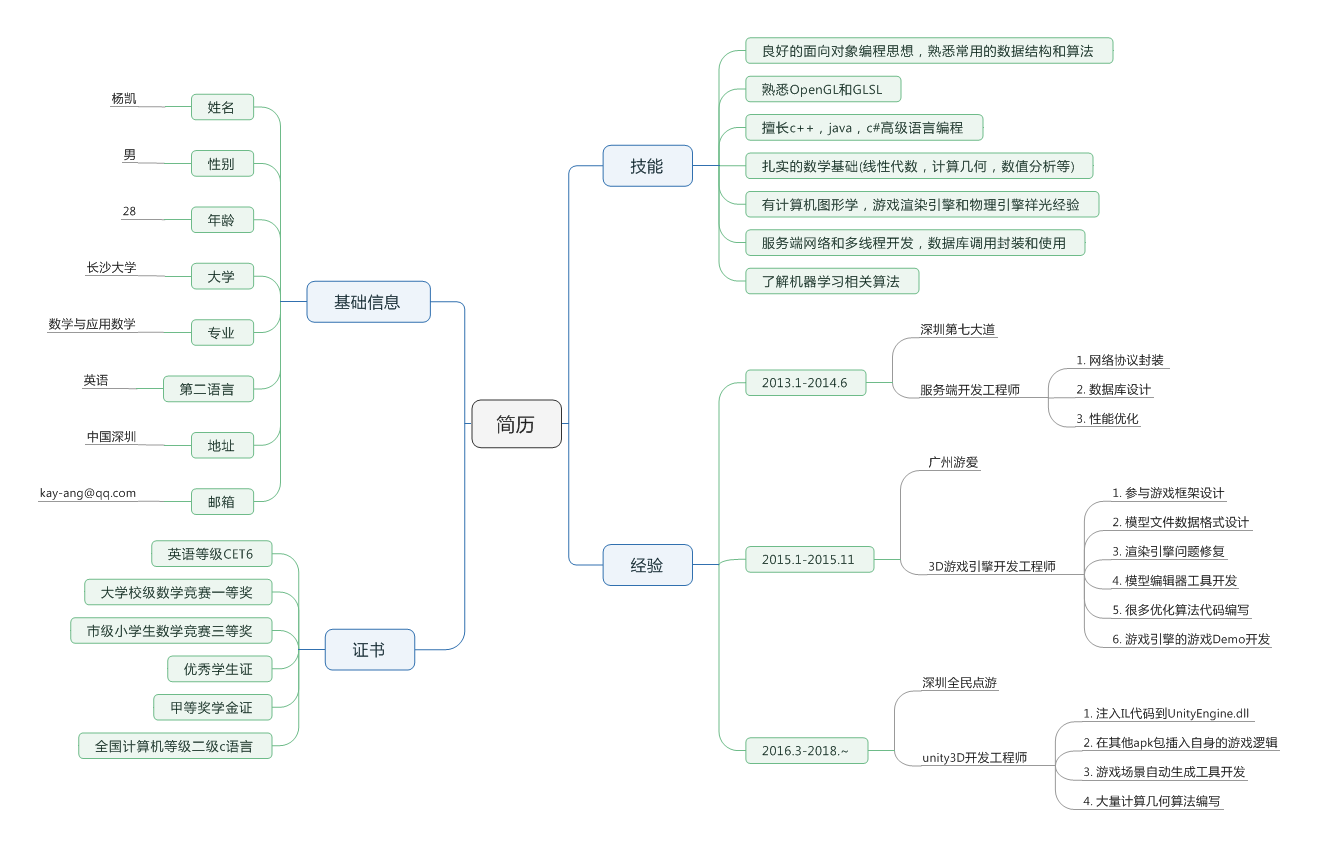 简历
基础信息
姓名
杨凯
性别
男
年龄
28
大学
长沙大学
专业
数学与应用数学
第二语言
英语
地址
中国深圳
邮箱
kay-ang@qq.com
证书
英语等级CET6
大学校级数学竞赛一等奖
市级小学生数学竞赛三等奖
优秀学生证
甲等奖学金证
全国计算机等级二级c语言
技能
良好的面向对象编程思想，熟悉常用的数据结构和算法
熟悉OpenGL和GLSL
擅长c++，java，c#高级语言编程
扎实的数学基础(线性代数，计算几何，数值分析等)
有计算机图形学，游戏渲染引擎和物理引擎祥光经验
服务端网络和多线程开发，数据库调用封装和使用
了解机器学习相关算法
经验
2013.1-2014.6
深圳第七大道
服务端开发工程师
1. 网络协议封装
2. 数据库设计
3. 性能优化
2015.1-2015.11
广州游爱
3D游戏引擎开发工程师
1. 参与游戏框架设计
2. 模型文件数据格式设计
3. 渲染引擎问题修复
4. 模型编辑器工具开发
5. 很多优化算法代码编写
6. 游戏引擎的游戏Demo开发
2016.3-2018.~
深圳全民点游
unity3D开发工程师
1. 注入IL代码到UnityEngine.dll
2. 在其他apk包插入自身的游戏逻辑
3. 游戏场景自动生成工具开发
4. 大量计算几何算法编写